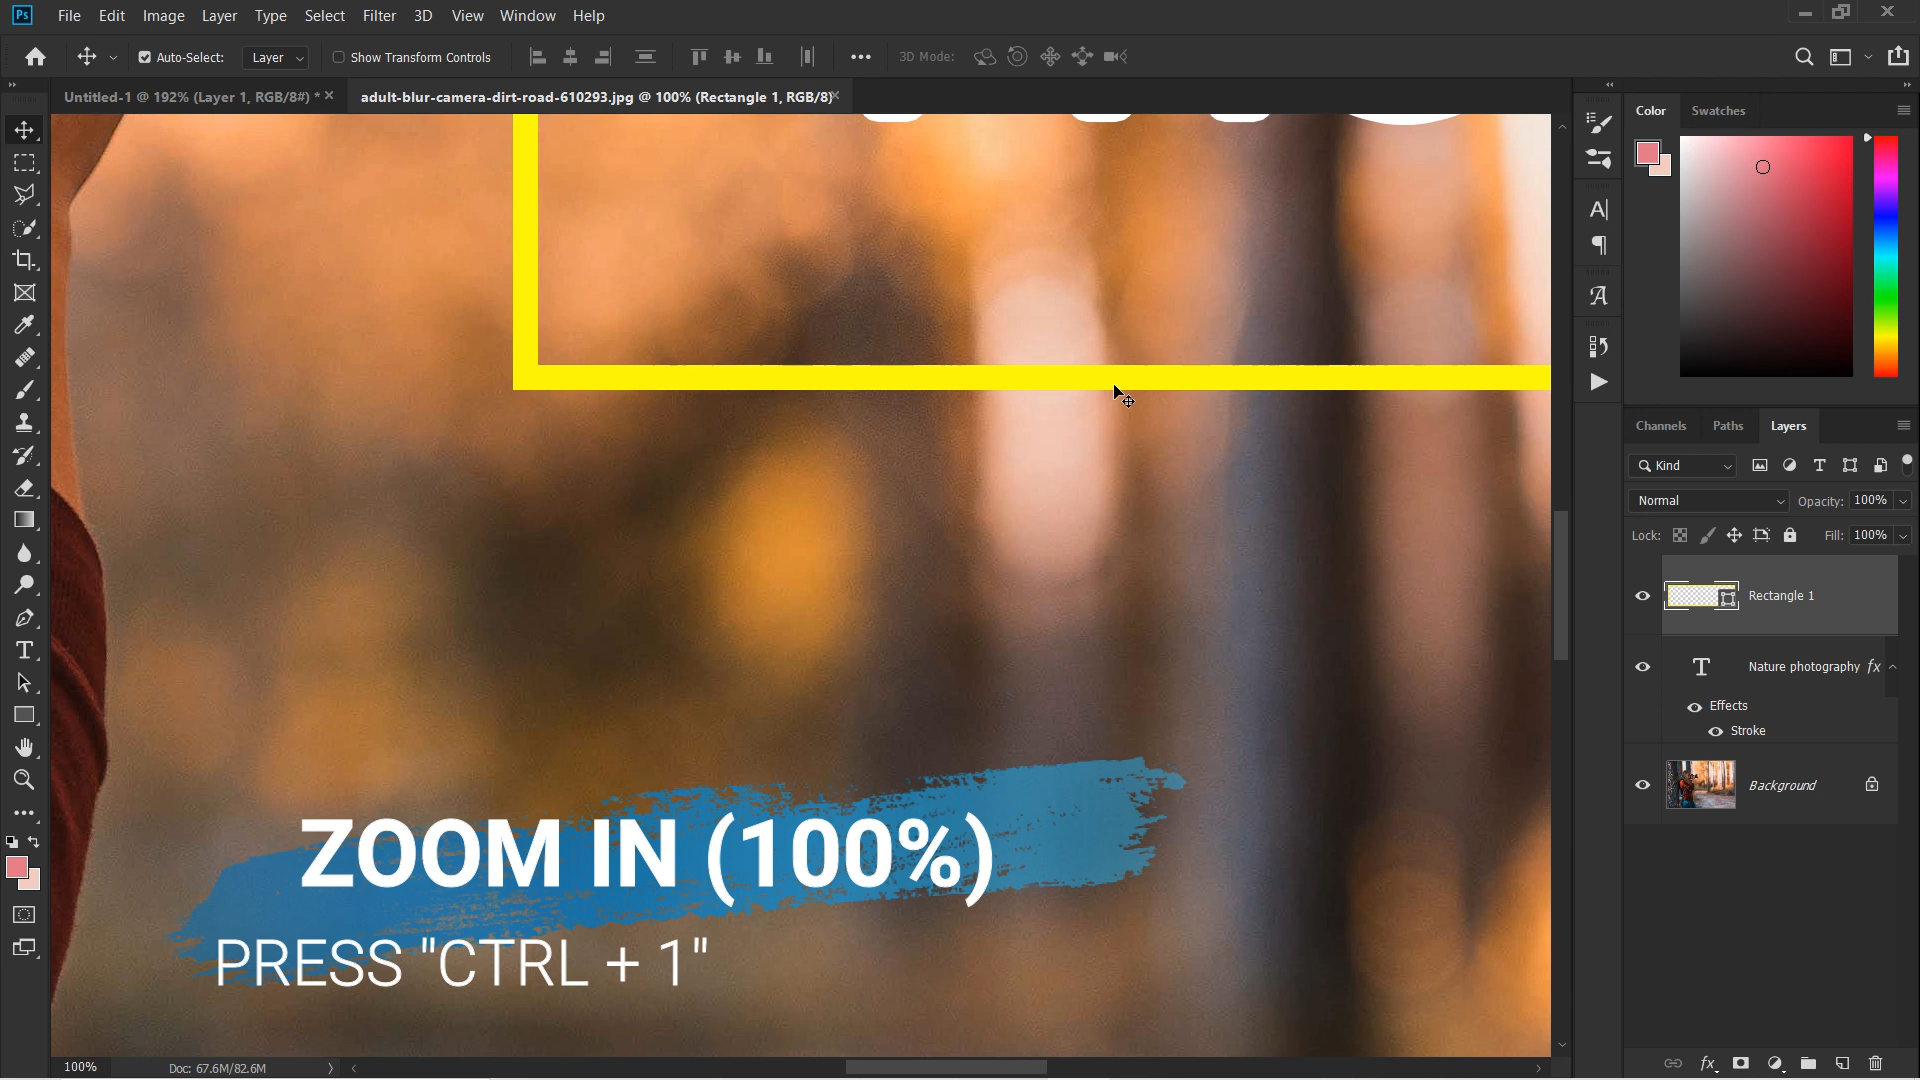 Ps File Edit Image Layer Type Select Filter 3D View Window Help
Auto-Select: Layer Show Transform Controls 3D Mode:
Untitled-1 @ 192% (Layer 1, RGB/8#) * adult-blur-camera-dirt-road-610293.jpg @ 100% (Rectangle 1, RGB/8)
Color Swatches
Channels Paths Layers
Kind
Normal Opacity: 100%
Lock: Fill: 100%
Rectangle 1
Nature photography fx
Effects
Stroke
Background
ZOOM IN (100%)
PRESS "CTRL + 1"
100% Doc: 67.6M/82.6M
fx